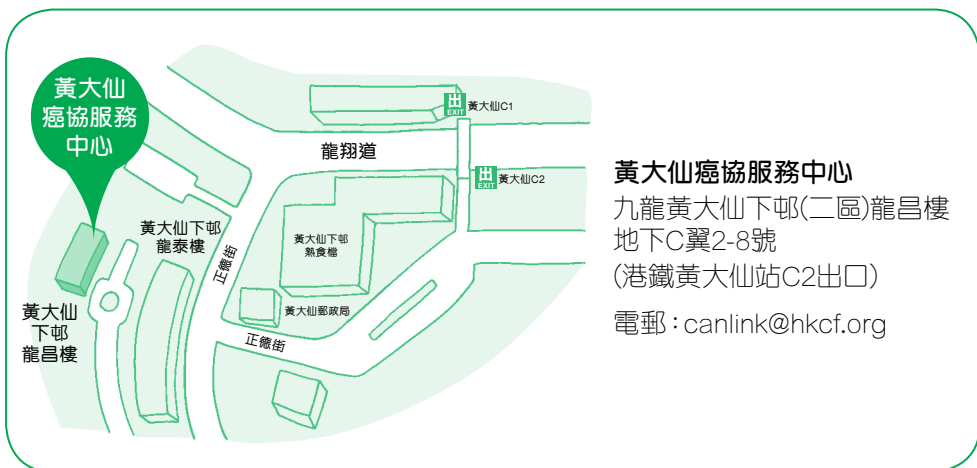 黃大仙
癌協服務
中心
出
EXIT
黃大仙C1
龍翔道
出
EXIT
黃大仙C2
黃大仙下邨
龍泰樓
黃大仙下邨
熟食檔
正德街
黃大仙郵政局
正德街
黃大仙
下邨
龍昌樓
黃大仙癌協服務中心
九龍黃大仙下邨(二區)龍昌樓
地下C翼2-8號
(港鐵黃大仙站C2出口)
電郵：canlink@hkcf.org